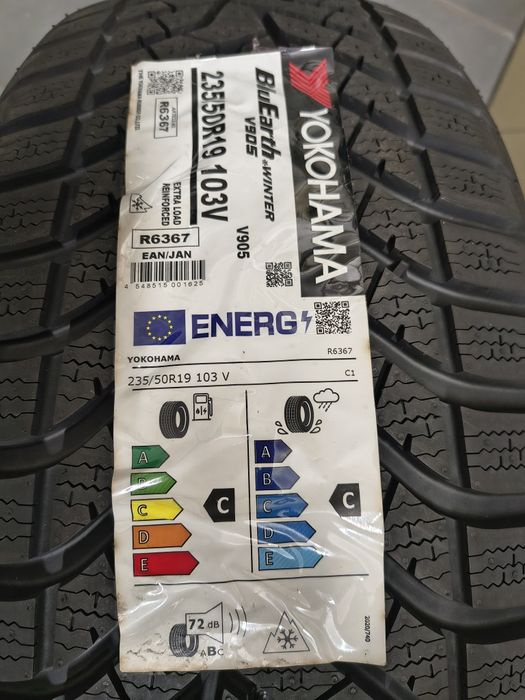 YOKOHAMA
BluEarth*WINTER
V905
235/50R19 103V
V905
EXTRA LOAD
REINFORCED
R6367
R6367
EAN/JAN
4 548515 001625
ENERG
YOKOHAMA
R6367
235/50R19 103 V
C1
A
B
C
D
E
C
A
B
C
D
E
C
72 dB
ABC
2020/740